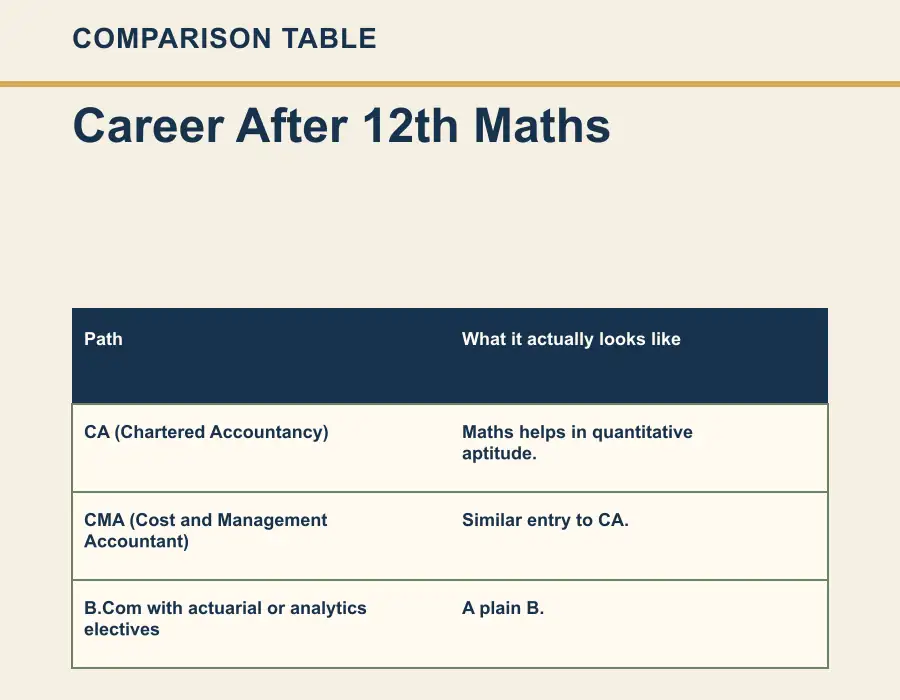 COMPARISON TABLE
Career After 12th Maths
Path
What it actually looks like
CA (Chartered Accountancy)
Maths helps in quantitative
aptitude.
CMA (Cost and Management
Accountant)
Similar entry to CA.
B.Com with actuarial or analytics
electives
A plain B.